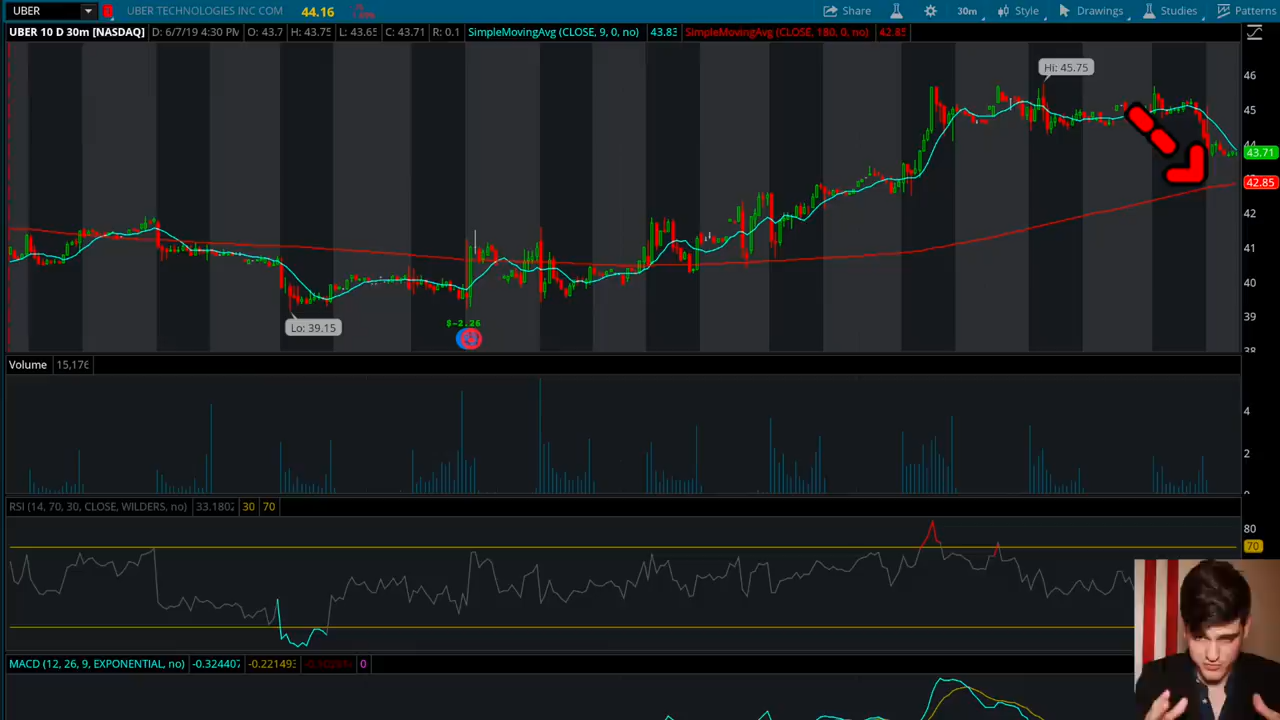 UBER UBER TECHNOLOGIES INC COM 44.16 Share 30m Style Drawings Studies Patterns
UBER 10 D 30m [NASDAQ] D: 6/7/19 4:30 PM O: 43.7 H: 43.75 L: 43.65 C: 43.71 R: 0.1 SimpleMovingAvg (CLOSE, 9, 0, no) 43.83 SimpleMovingAvg (CLOSE, 180, 0, no) 42.85
Hi: 45.75
46
45
44
43.71
42.85
42
41
40
39
38
Lo: 39.15
$-2.26
Volume 15,176
4
2
0
RSI (14, 70, 30, CLOSE, WILDERS, no) 33.1802 30 70
80
70
MACD (12, 26, 9, EXPONENTIAL, no) -0.324407 -0.221493 0